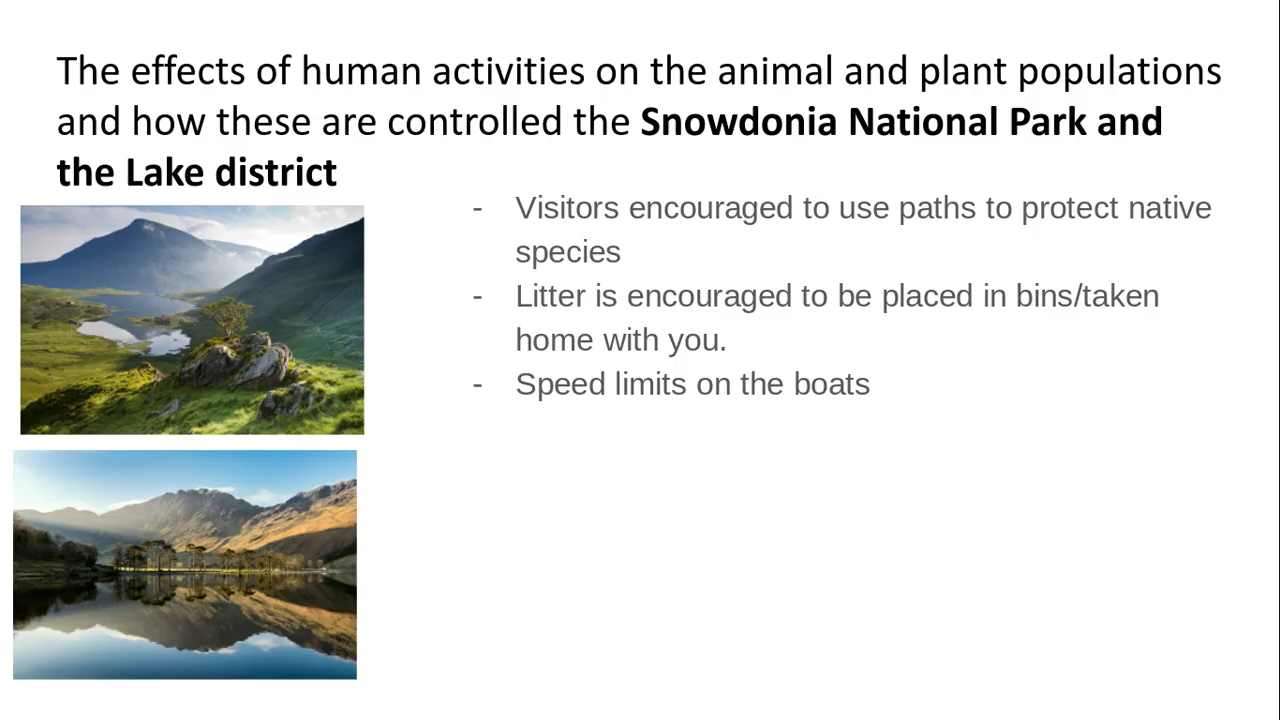 The effects of human activities on the animal and plant populations
and how these are controlled the Snowdonia National Park and
the Lake district
- Visitors encouraged to use paths to protect native
species
- Litter is encouraged to be placed in bins/taken
home with you.
- Speed limits on the boats